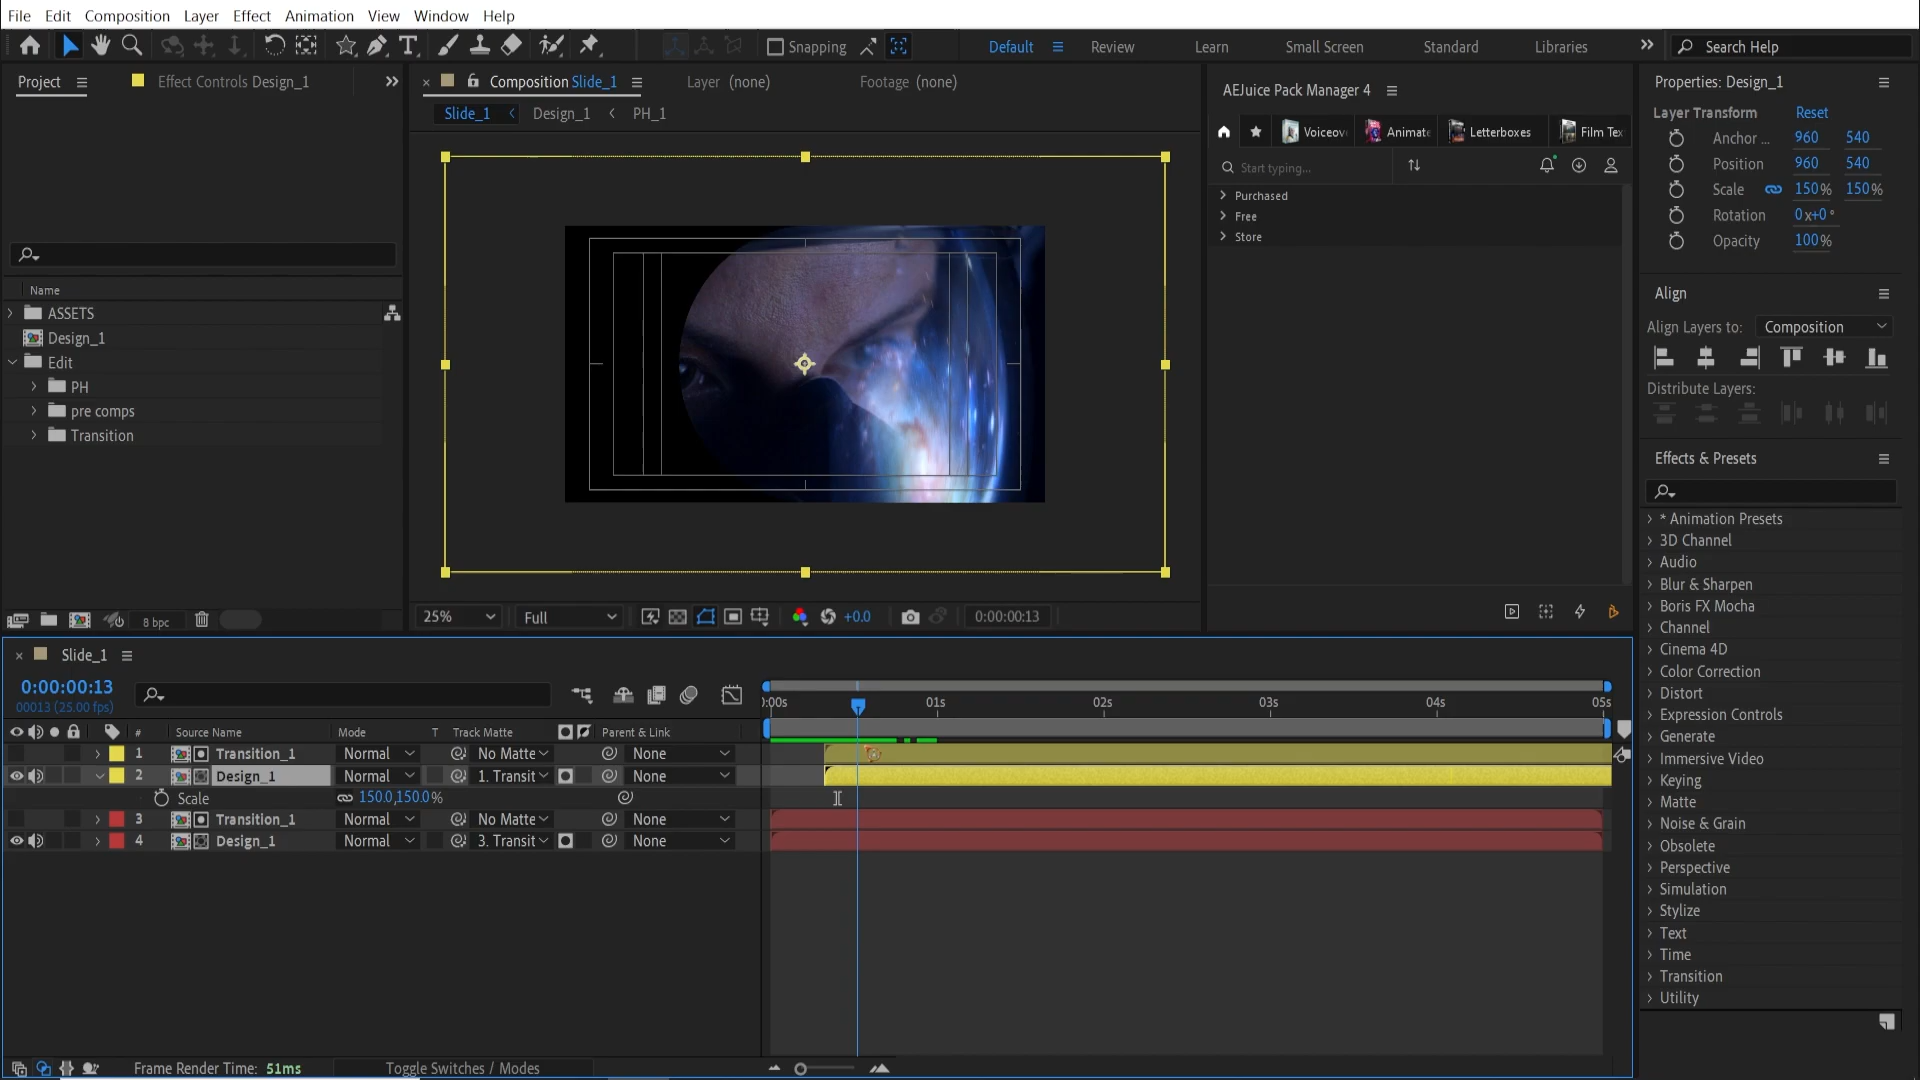 File Edit Composition Layer Effect Animation View Window Help
Snapping Default Review Learn Small Screen Standard Libraries Search Help
Project Effect Controls Design_1
Composition Slide_1 Layer (none) Footage (none)
Slide_1 Design_1 PH_1
Name
ASSETS
Design_1
Edit
PH
pre comps
Transition
8 bpc
25% Full +0.0 0:00:00:13
AEJuice Pack Manager 4
Voiceov Animate Letterboxes Film Tex
Start typing...
Purchased
Free
Store
Properties: Design_1
Layer Transform Reset
Anchor ... 960 540
Position 960 540
Scale 150% 150%
Rotation 0x+0°
Opacity 100%
Align
Align Layers to: Composition
Distribute Layers:
Effects & Presets
* Animation Presets
3D Channel
Audio
Blur & Sharpen
Boris FX Mocha
Channel
Cinema 4D
Color Correction
Distort
Expression Controls
Generate
Immersive Video
Keying
Matte
Noise & Grain
Obsolete
Perspective
Simulation
Stylize
Text
Time
Transition
Utility
Slide_1
0:00:00:13
00013 (25.00 fps)
0:00s 01s 02s 03s 04s 05s
# Source Name Mode T Track Matte Parent & Link
1 Transition_1 Normal No Matte None
2 Design_1 Normal 1. Transit None
Scale 150.0,150.0%
3 Transition_1 Normal No Matte None
4 Design_1 Normal 3. Transit None
Frame Render Time: 51ms Toggle Switches / Modes